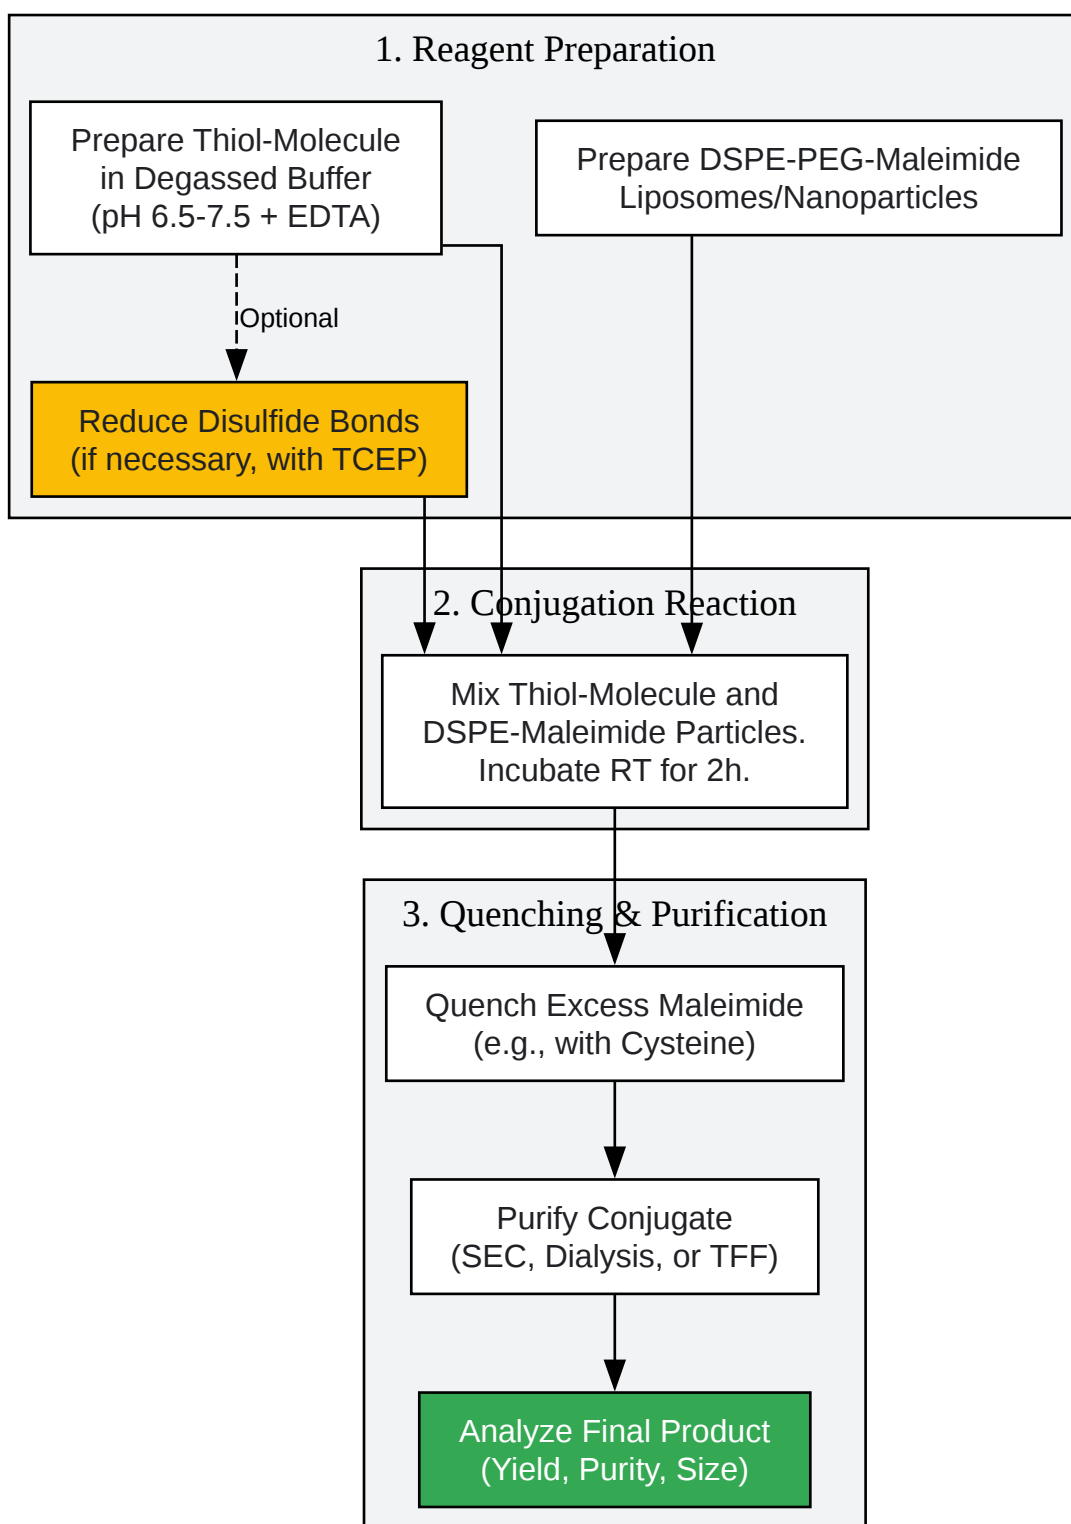 1. Reagent Preparation
Prepare Thiol-Molecule
in Degassed Buffer
(pH 6.5-7.5 + EDTA)
Prepare DSPE-PEG-Maleimide
Liposomes/Nanoparticles
Optional
Reduce Disulfide Bonds
(if necessary, with TCEP)
2. Conjugation Reaction
Mix Thiol-Molecule and
DSPE-Maleimide Particles.
Incubate RT for 2h.
3. Quenching & Purification
Quench Excess Maleimide
(e.g., with Cysteine)
Purify Conjugate
(SEC, Dialysis, or TFF)
Analyze Final Product
(Yield, Purity, Size)